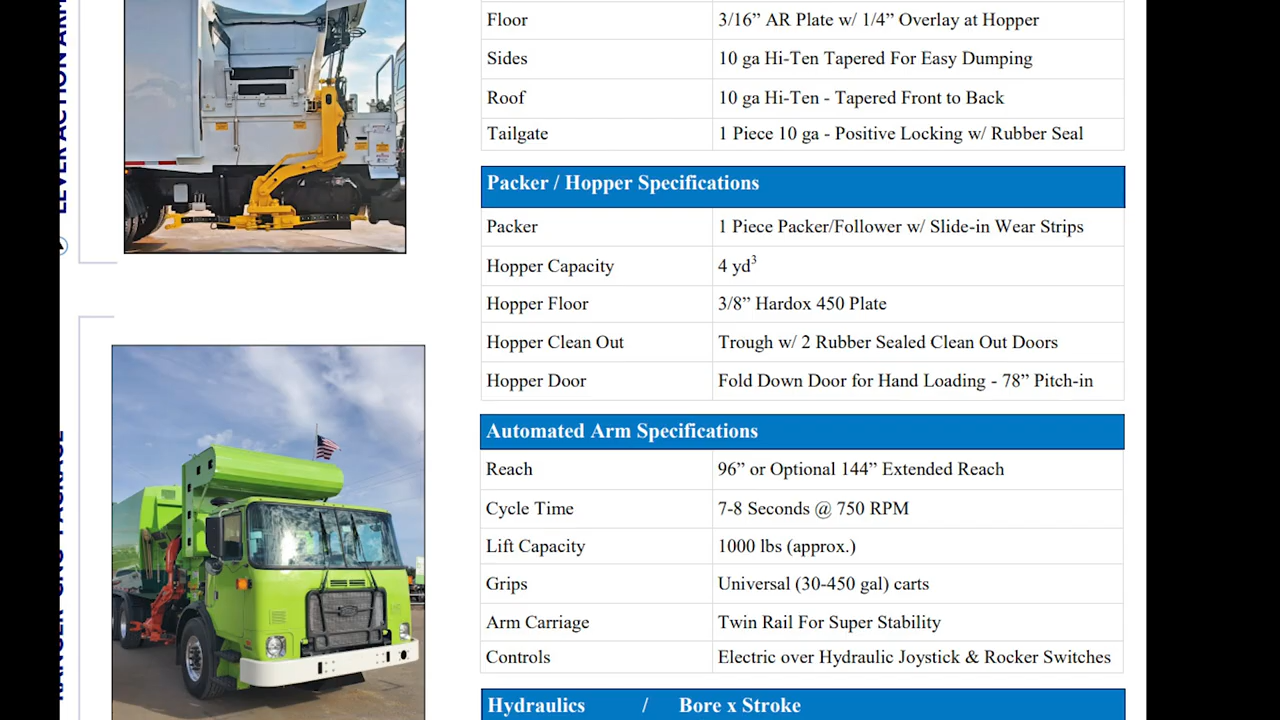 LEVER ACTION ARM
Floor 3/16” AR Plate w/ 1/4” Overlay at Hopper
Sides 10 ga Hi-Ten Tapered For Easy Dumping
Roof 10 ga Hi-Ten - Tapered Front to Back
Tailgate 1 Piece 10 ga - Positive Locking w/ Rubber Seal
Packer / Hopper Specifications
Packer 1 Piece Packer/Follower w/ Slide-in Wear Strips
Hopper Capacity 4 yd³
Hopper Floor 3/8” Hardox 450 Plate
Hopper Clean Out Trough w/ 2 Rubber Sealed Clean Out Doors
Hopper Door Fold Down Door for Hand Loading - 78” Pitch-in
Automated Arm Specifications
Reach 96” or Optional 144” Extended Reach
Cycle Time 7-8 Seconds @ 750 RPM
Lift Capacity 1000 lbs (approx.)
Grips Universal (30-450 gal) carts
Arm Carriage Twin Rail For Super Stability
Controls Electric over Hydraulic Joystick & Rocker Switches
Hydraulics / Bore x Stroke